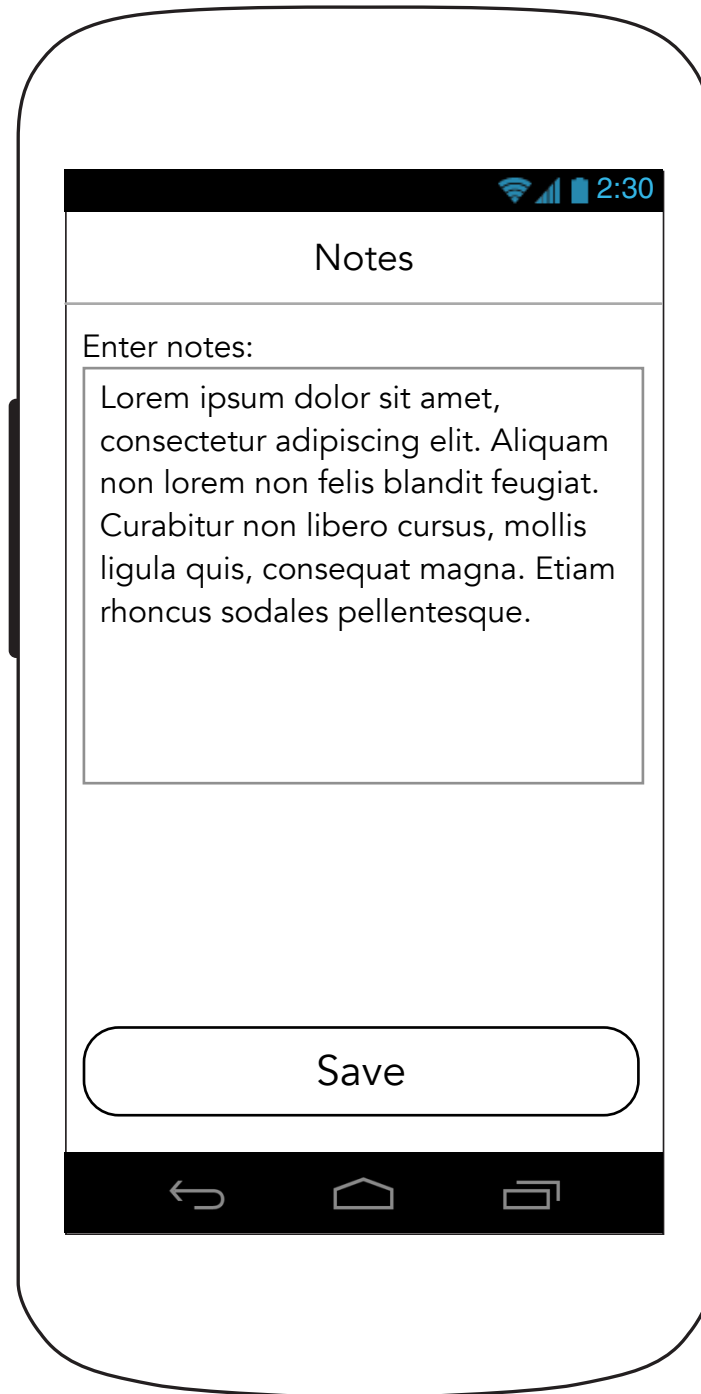 2:30
Notes
Enter notes:
Lorem ipsum dolor sit amet,
consectetur adipiscing elit. Aliquam
non lorem non felis blandit feugiat.
Curabitur non libero cursus, mollis
ligula quis, consequat magna. Etiam
rhoncus sodales pellentesque.
Save